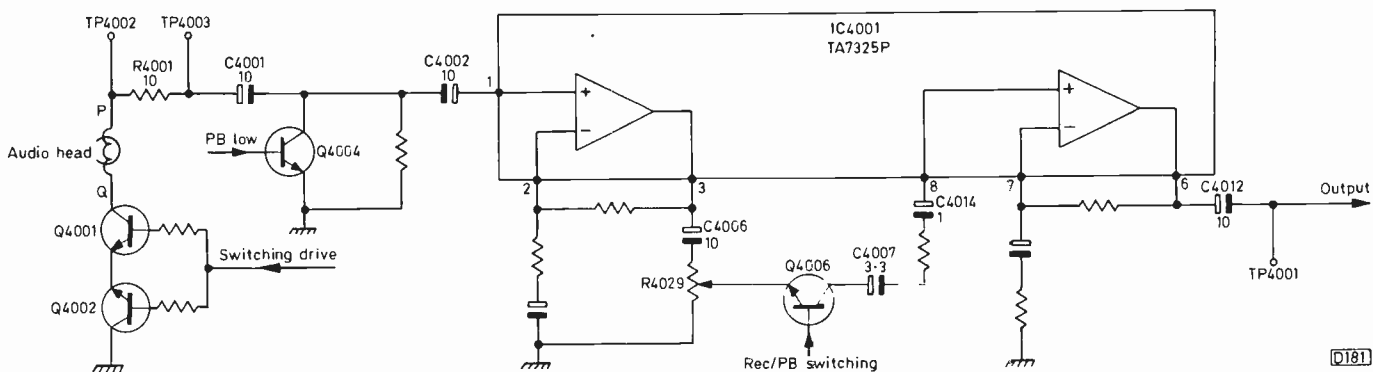 TP4002
TP4003
R4001
10
C4001
10
C4002
10
1
IC4001
TA7325P
+
−
+
−
P
Audio head
Q
PB low
Q4004
2
3
8
7
6
C4012
10
Output
TP4001
Q4001
Switching drive
Q4002
C4006
10
R4029
Q4006
C4007
3·3
C4014
1
Rec/PB switching
D181